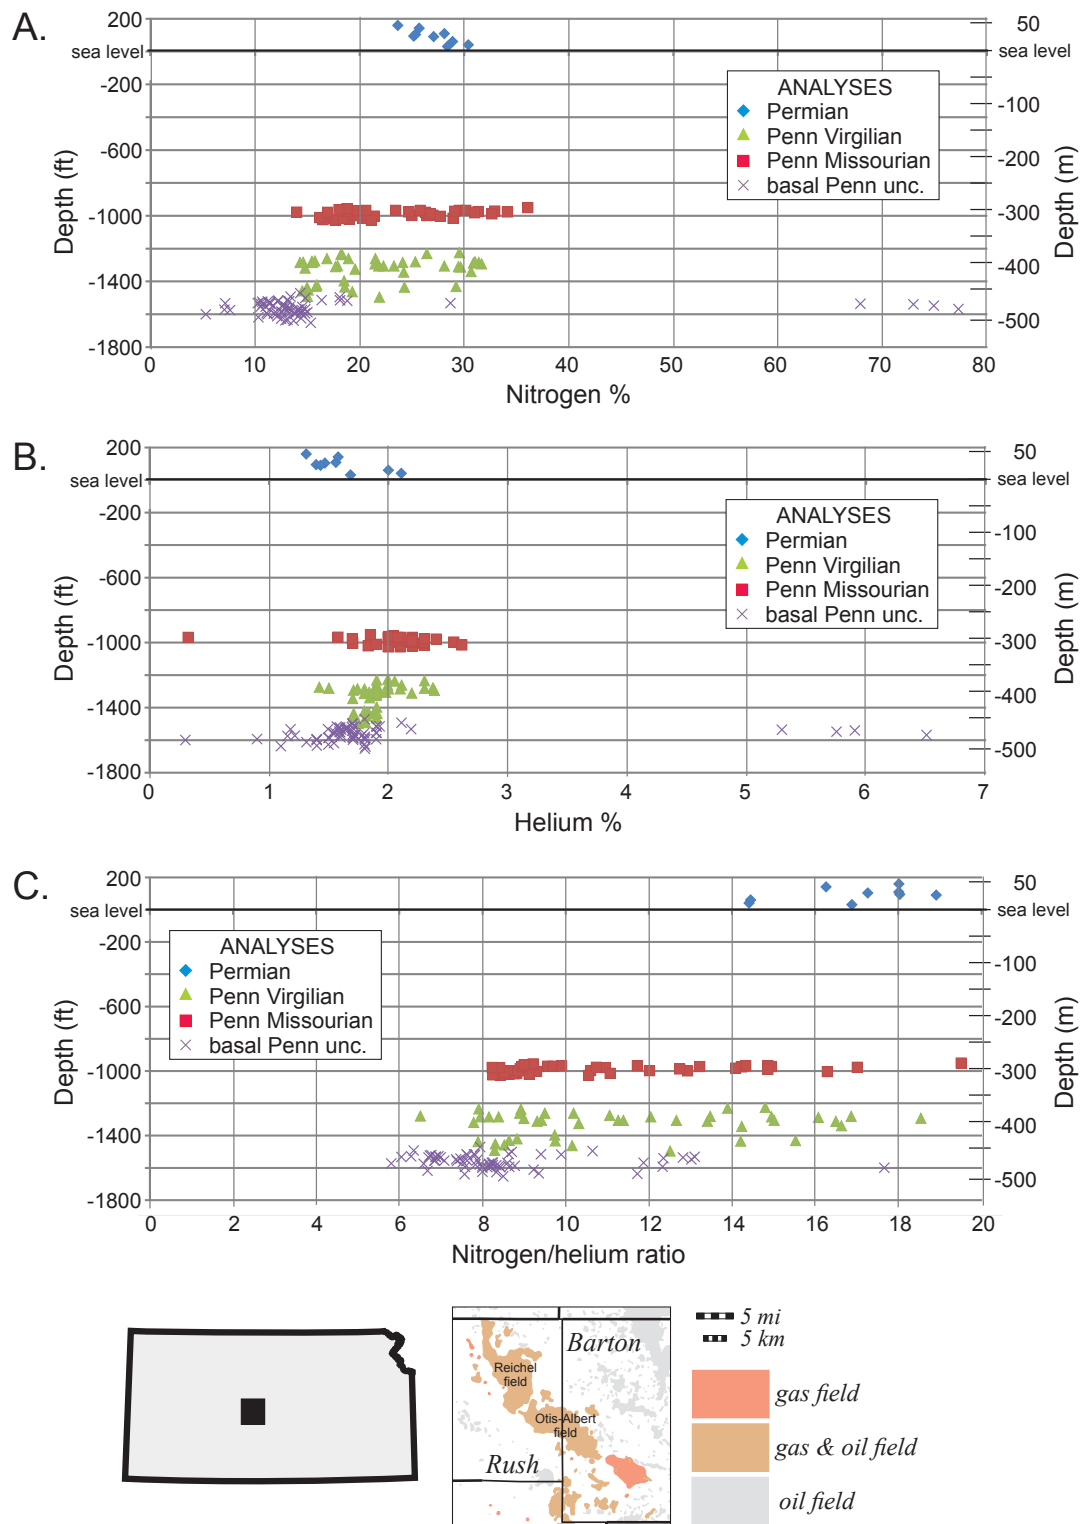 A.
200
sea level
-200
-600
-1000
-1400
-1800
Depth (ft)
50
sea level
-100
-200
-300
-400
-500
Depth (m)
ANALYSES
Permian
Penn Virgilian
Penn Missourian
basal Penn unc.
0 10 20 30 40 50 60 70 80
Nitrogen %
B.
200
sea level
-200
-600
-1000
-1400
-1800
Depth (ft)
50
sea level
-100
-200
-300
-400
-500
Depth (m)
ANALYSES
Permian
Penn Virgilian
Penn Missourian
basal Penn unc.
0 1 2 3 4 5 6 7
Helium %
C.
200
sea level
-200
-600
-1000
-1400
-1800
Depth (ft)
50
sea level
-100
-200
-300
-400
-500
Depth (m)
ANALYSES
Permian
Penn Virgilian
Penn Missourian
basal Penn unc.
0 2 4 6 8 10 12 14 16 18 20
Nitrogen/helium ratio
Barton
Reichel
field
Otis-Albert
field
Rush
5 mi
5 km
gas field
gas & oil field
oil field